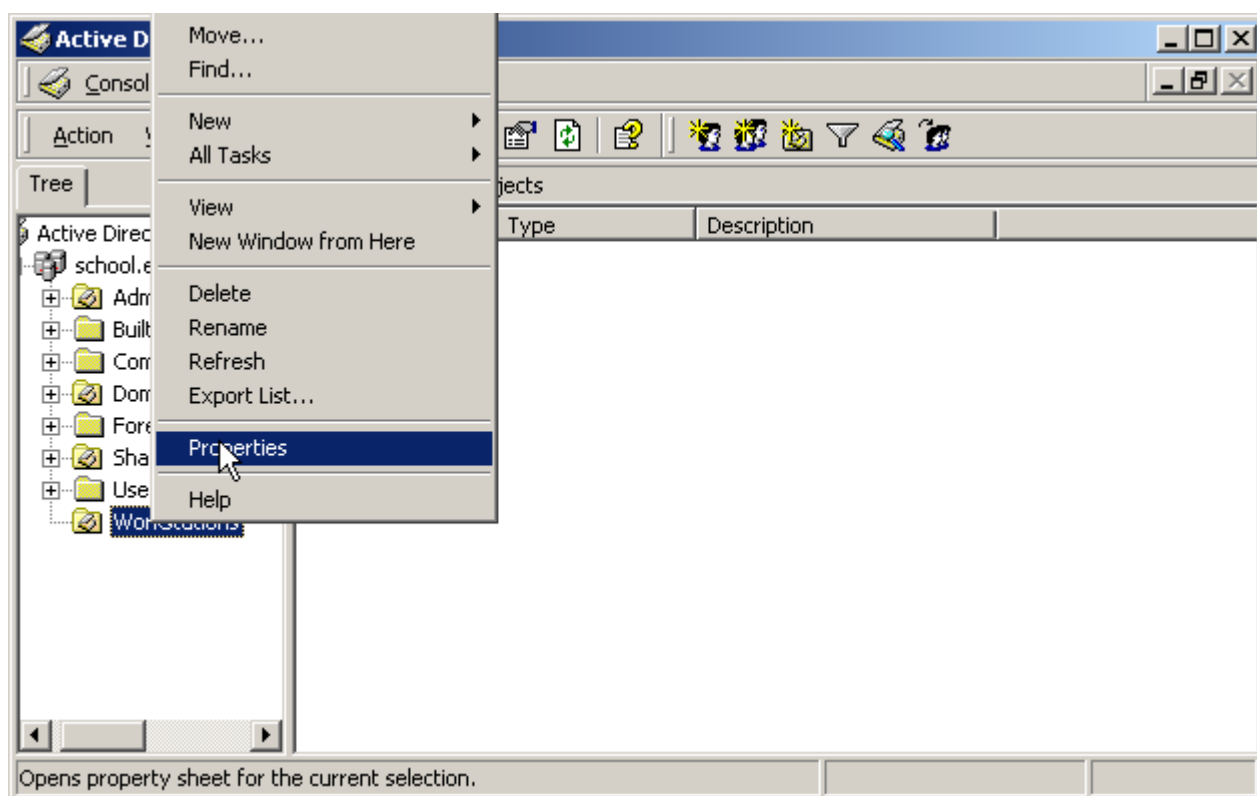 Active D
Consol
Action
Tree
jects
Type
Description
Active Direc
school.e
Adm
Built
Com
Dom
Fore
Sha
Use
WorkStations
Move...
Find...
New
All Tasks
View
New Window from Here
Delete
Rename
Refresh
Export List...
Properties
Help
Opens property sheet for the current selection.